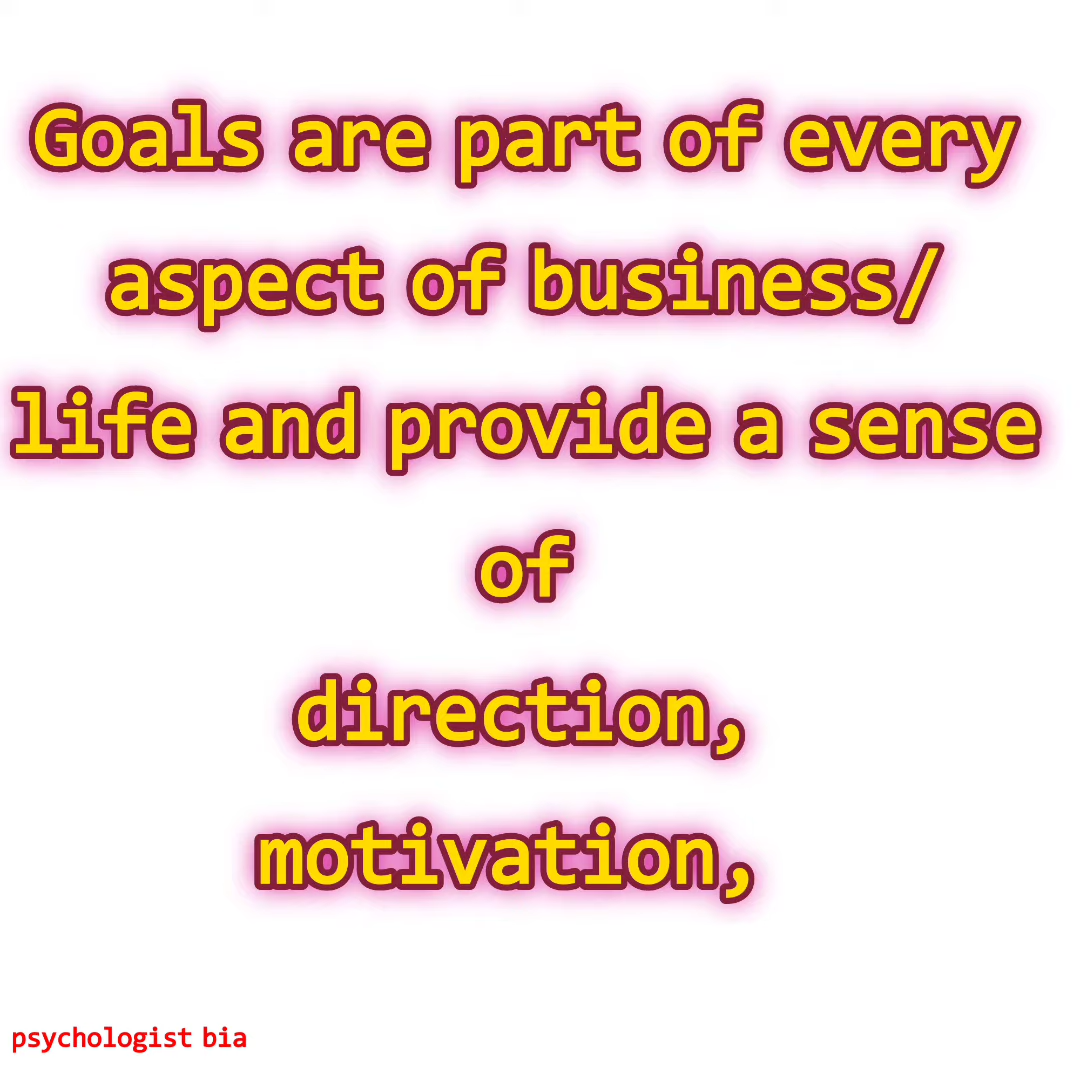 Goals are part of every
aspect of business/
life and provide a sense
of
direction,
motivation,
psychologist bia